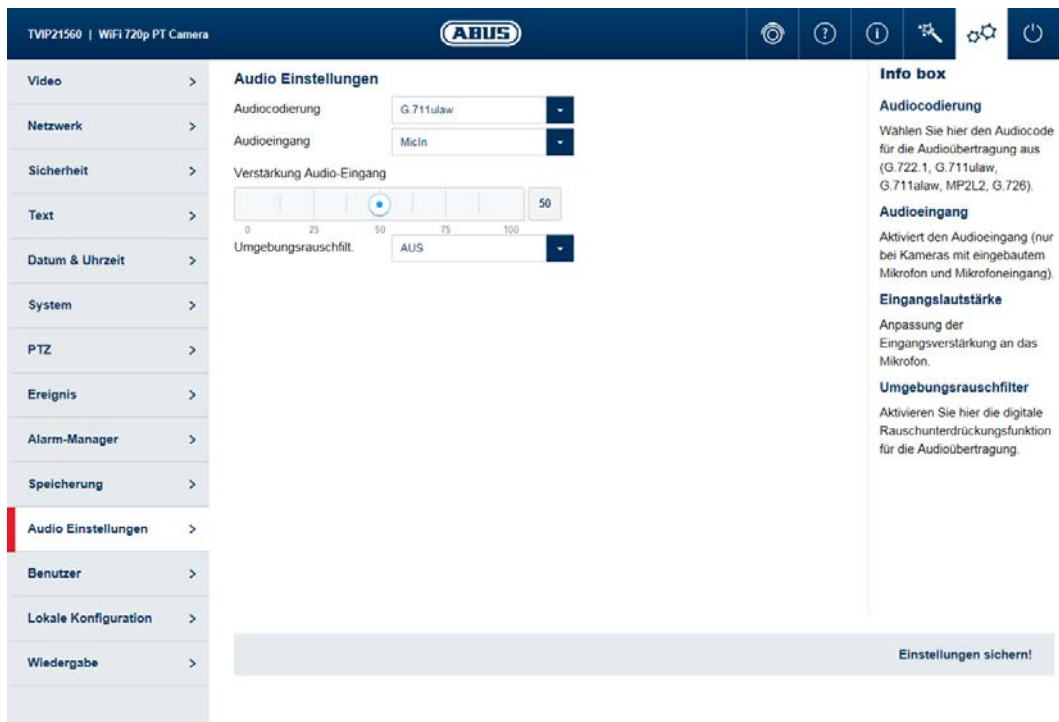 TVIP21560 | WiFi 720p PT Camera
ABUS
Video
Netzwerk
Sicherheit
Text
Datum & Uhrzeit
System
PTZ
Ereignis
Alarm-Manager
Speicherung
Audio Einstellungen
Benutzer
Lokale Konfiguration
Wiedergabe
Audio Einstellungen
Audiocodierung G.711ulaw
Audioeingang MicIn
Verstärkung Audio-Eingang
50
0 25 50 75 100
Umgebungsrauschfilt. AUS
Info box
Audiocodierung
Wählen Sie hier den Audiocode
für die Audioübertragung aus
(G.722.1, G.711ulaw,
G.711alaw, MP2L2, G.726).
Audioeingang
Aktiviert den Audioeingang (nur
bei Kameras mit eingebautem
Mikrofon und Mikrofoneingang).
Eingangslautstärke
Anpassung der
Eingangsverstärkung an das
Mikrofon.
Umgebungsrauschfilter
Aktivieren Sie hier die digitale
Rauschunterdrückungsfunktion
für die Audioübertragung.
Einstellungen sichern!